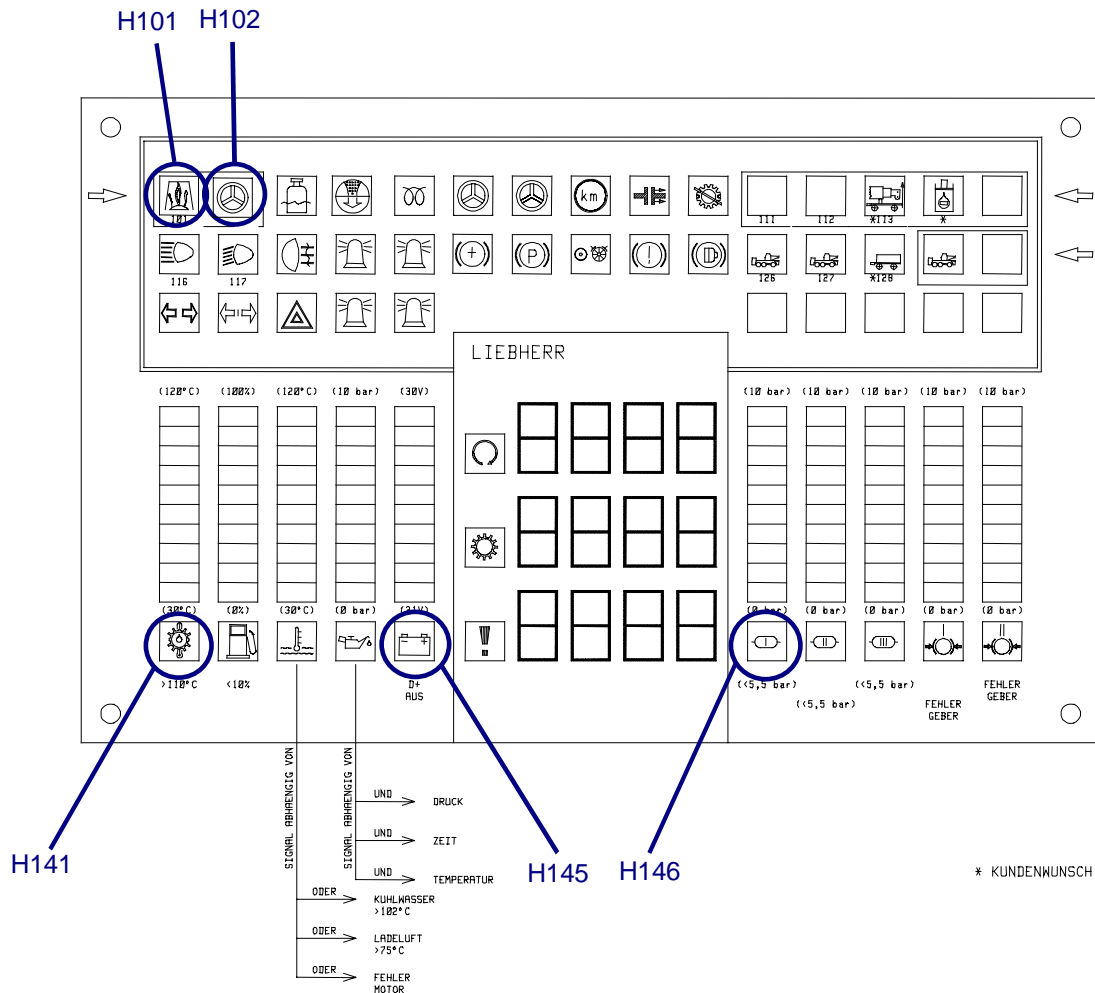 H101 H102
km
101 111 112 *113 *
+ P ! D
116 117 126 127 *128
LIEBHERR
(120°C) (100%) (120°C) (10 bar) (30V) (10 bar) (10 bar) (10 bar) (10 bar) (10 bar)
(30°C) (0%) (30°C) (0 bar) (21V) (0 bar) (0 bar) (0 bar) (0 bar) (0 bar)
- + ! I II III I II
>110°C <10% D+ (<5,5 bar) (<5,5 bar) FEHLER
AUS (<5,5 bar) FEHLER GEBER
GEBER
SIGNAL ABHAENGIG VON
SIGNAL ABHAENGIG VON
UND DRUCK
UND ZEIT
UND TEMPERATUR
H141 H145 H146
* KUNDENWUNSCH
ODER KUHLWASSER
>102°C
ODER LADELUFT
>75°C
ODER FEHLER
MOTOR